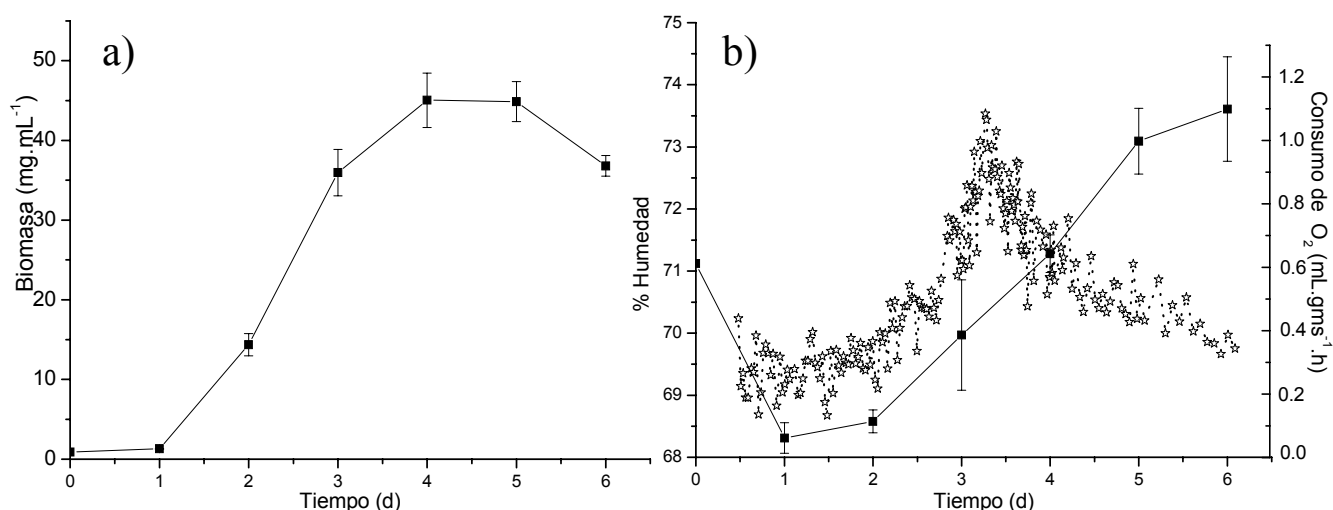 a)
Biomasa (mg.mL⁻¹)
50
40
30
20
10
0
0 1 2 3 4 5 6
Tiempo (d)
b)
% Humedad
75
74
73
72
71
70
69
68
0 1 2 3 4 5 6
Tiempo (d)
1.2
1.0
0.8
0.6
0.4
0.2
0.0
Consumo de O₂ (mL.gms⁻¹.h)